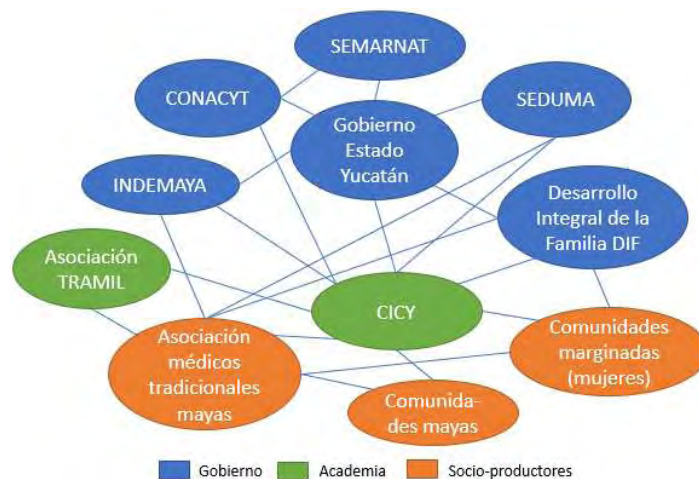 SEMARNAT
CONACYT
SEDUMA
Gobierno
Estado
Yucatán
INDEMAYA
Desarrollo
Integral de la
Familia DIF
Asociación
TRAMIL
CICY
Asociación
médicos
tradicionales
mayas
Comunidades
marginadas
(mujeres)
Comunida-
des mayas
Gobierno
Academia
Socio-productores